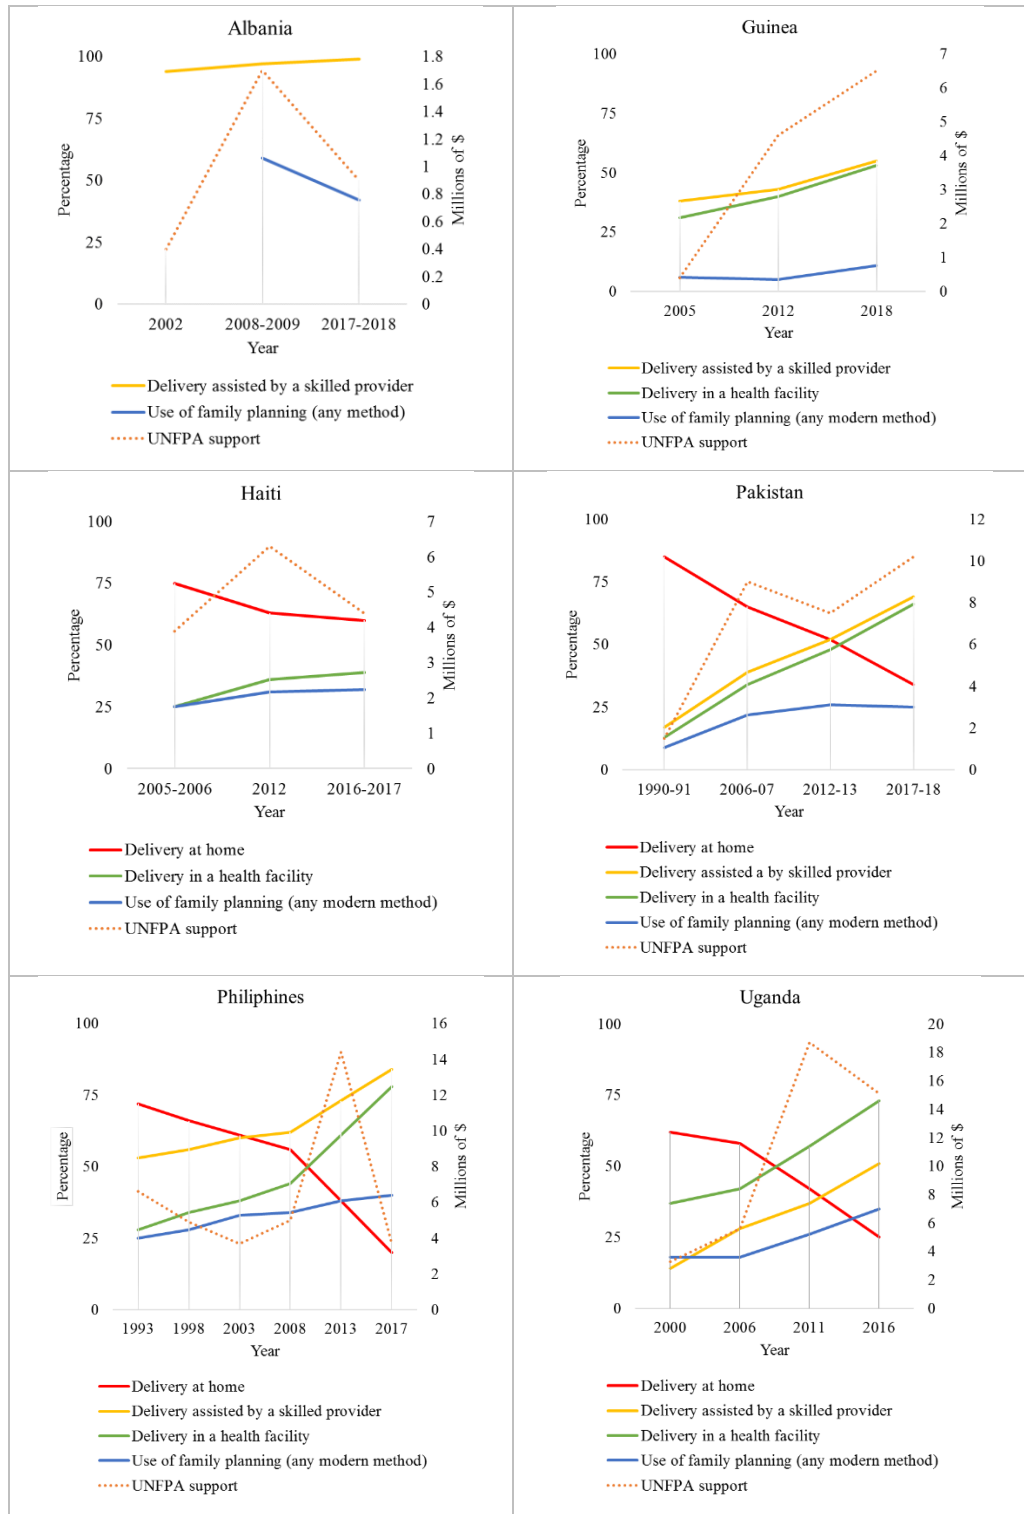 Albania
100
75
50
25
0
Percentage
1.8
1.6
1.4
1.2
1
0.8
0.6
0.4
0.2
0
Millions of $
2002 2008-2009 2017-2018
Year
Delivery assisted by a skilled provider
Use of family planning (any method)
UNFPA support
Guinea
100
75
50
25
0
Percentage
7
6
5
4
3
2
1
0
Millions of $
2005 2012 2018
Year
Delivery assisted by a skilled provider
Delivery in a health facility
Use of family planning (any modern method)
UNFPA support
Haiti
100
75
50
25
0
Percentage
7
6
5
4
3
2
1
0
Millions of $
2005-2006 2012 2016-2017
Year
Delivery at home
Delivery in a health facility
Use of family planning (any modern method)
UNFPA support
Pakistan
100
75
50
25
0
Percentage
12
10
8
6
4
2
0
1990-91 2006-07 2012-13 2017-18
Year
Delivery at home
Delivery assisted a by skilled provider
Delivery in a health facility
Use of family planning (any modern method)
UNFPA support
Philiphines
100
75
50
25
0
Percentage
16
14
12
10
8
6
4
2
0
Millions of $
1993 1998 2003 2008 2013 2017
Year
Delivery at home
Delivery assisted by a skilled provider
Delivery in a health facility
Use of family planning (any modern method)
UNFPA support
Uganda
100
75
50
25
0
Percentage
20
18
16
14
12
10
8
6
4
2
0
Millions of $
2000 2006 2011 2016
Year
Delivery at home
Delivery assisted by a skilled provider
Delivery in a health facility
Use of family planning (any modern method)
UNFPA support